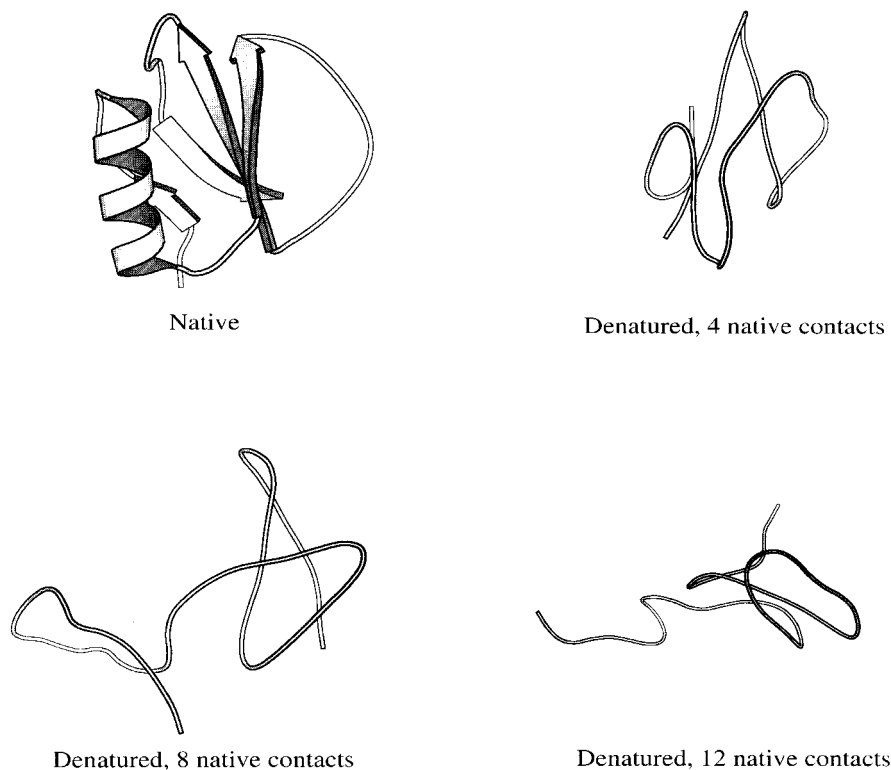 Native
Denatured, 4 native contacts
Denatured, 8 native contacts
Denatured, 12 native contacts